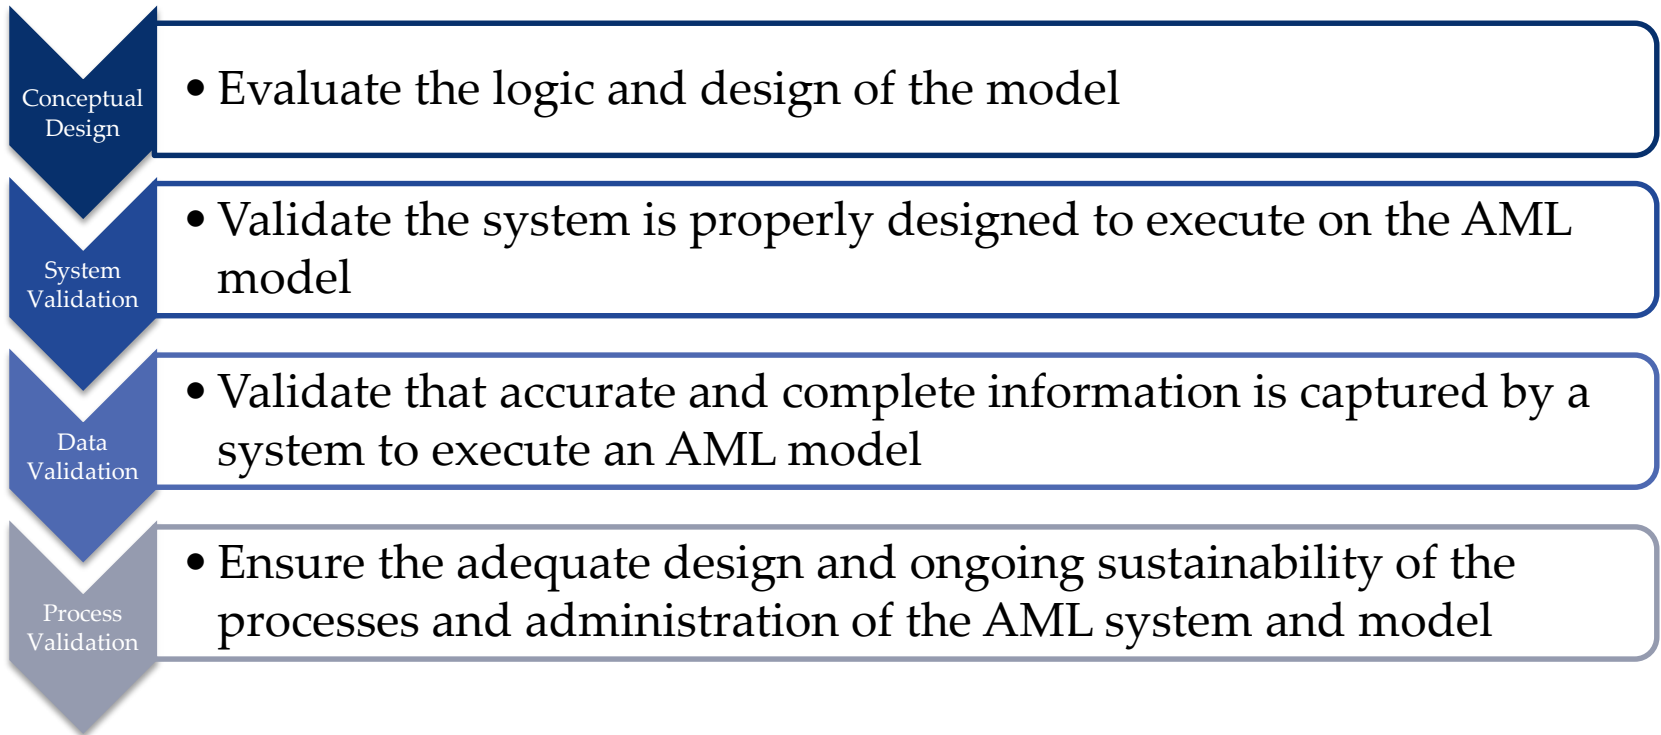 Conceptual
Design
• Evaluate the logic and design of the model
System
Validation
• Validate the system is properly designed to execute on the AML
model
Data
Validation
• Validate that accurate and complete information is captured by a
system to execute an AML model
Process
Validation
• Ensure the adequate design and ongoing sustainability of the
processes and administration of the AML system and model